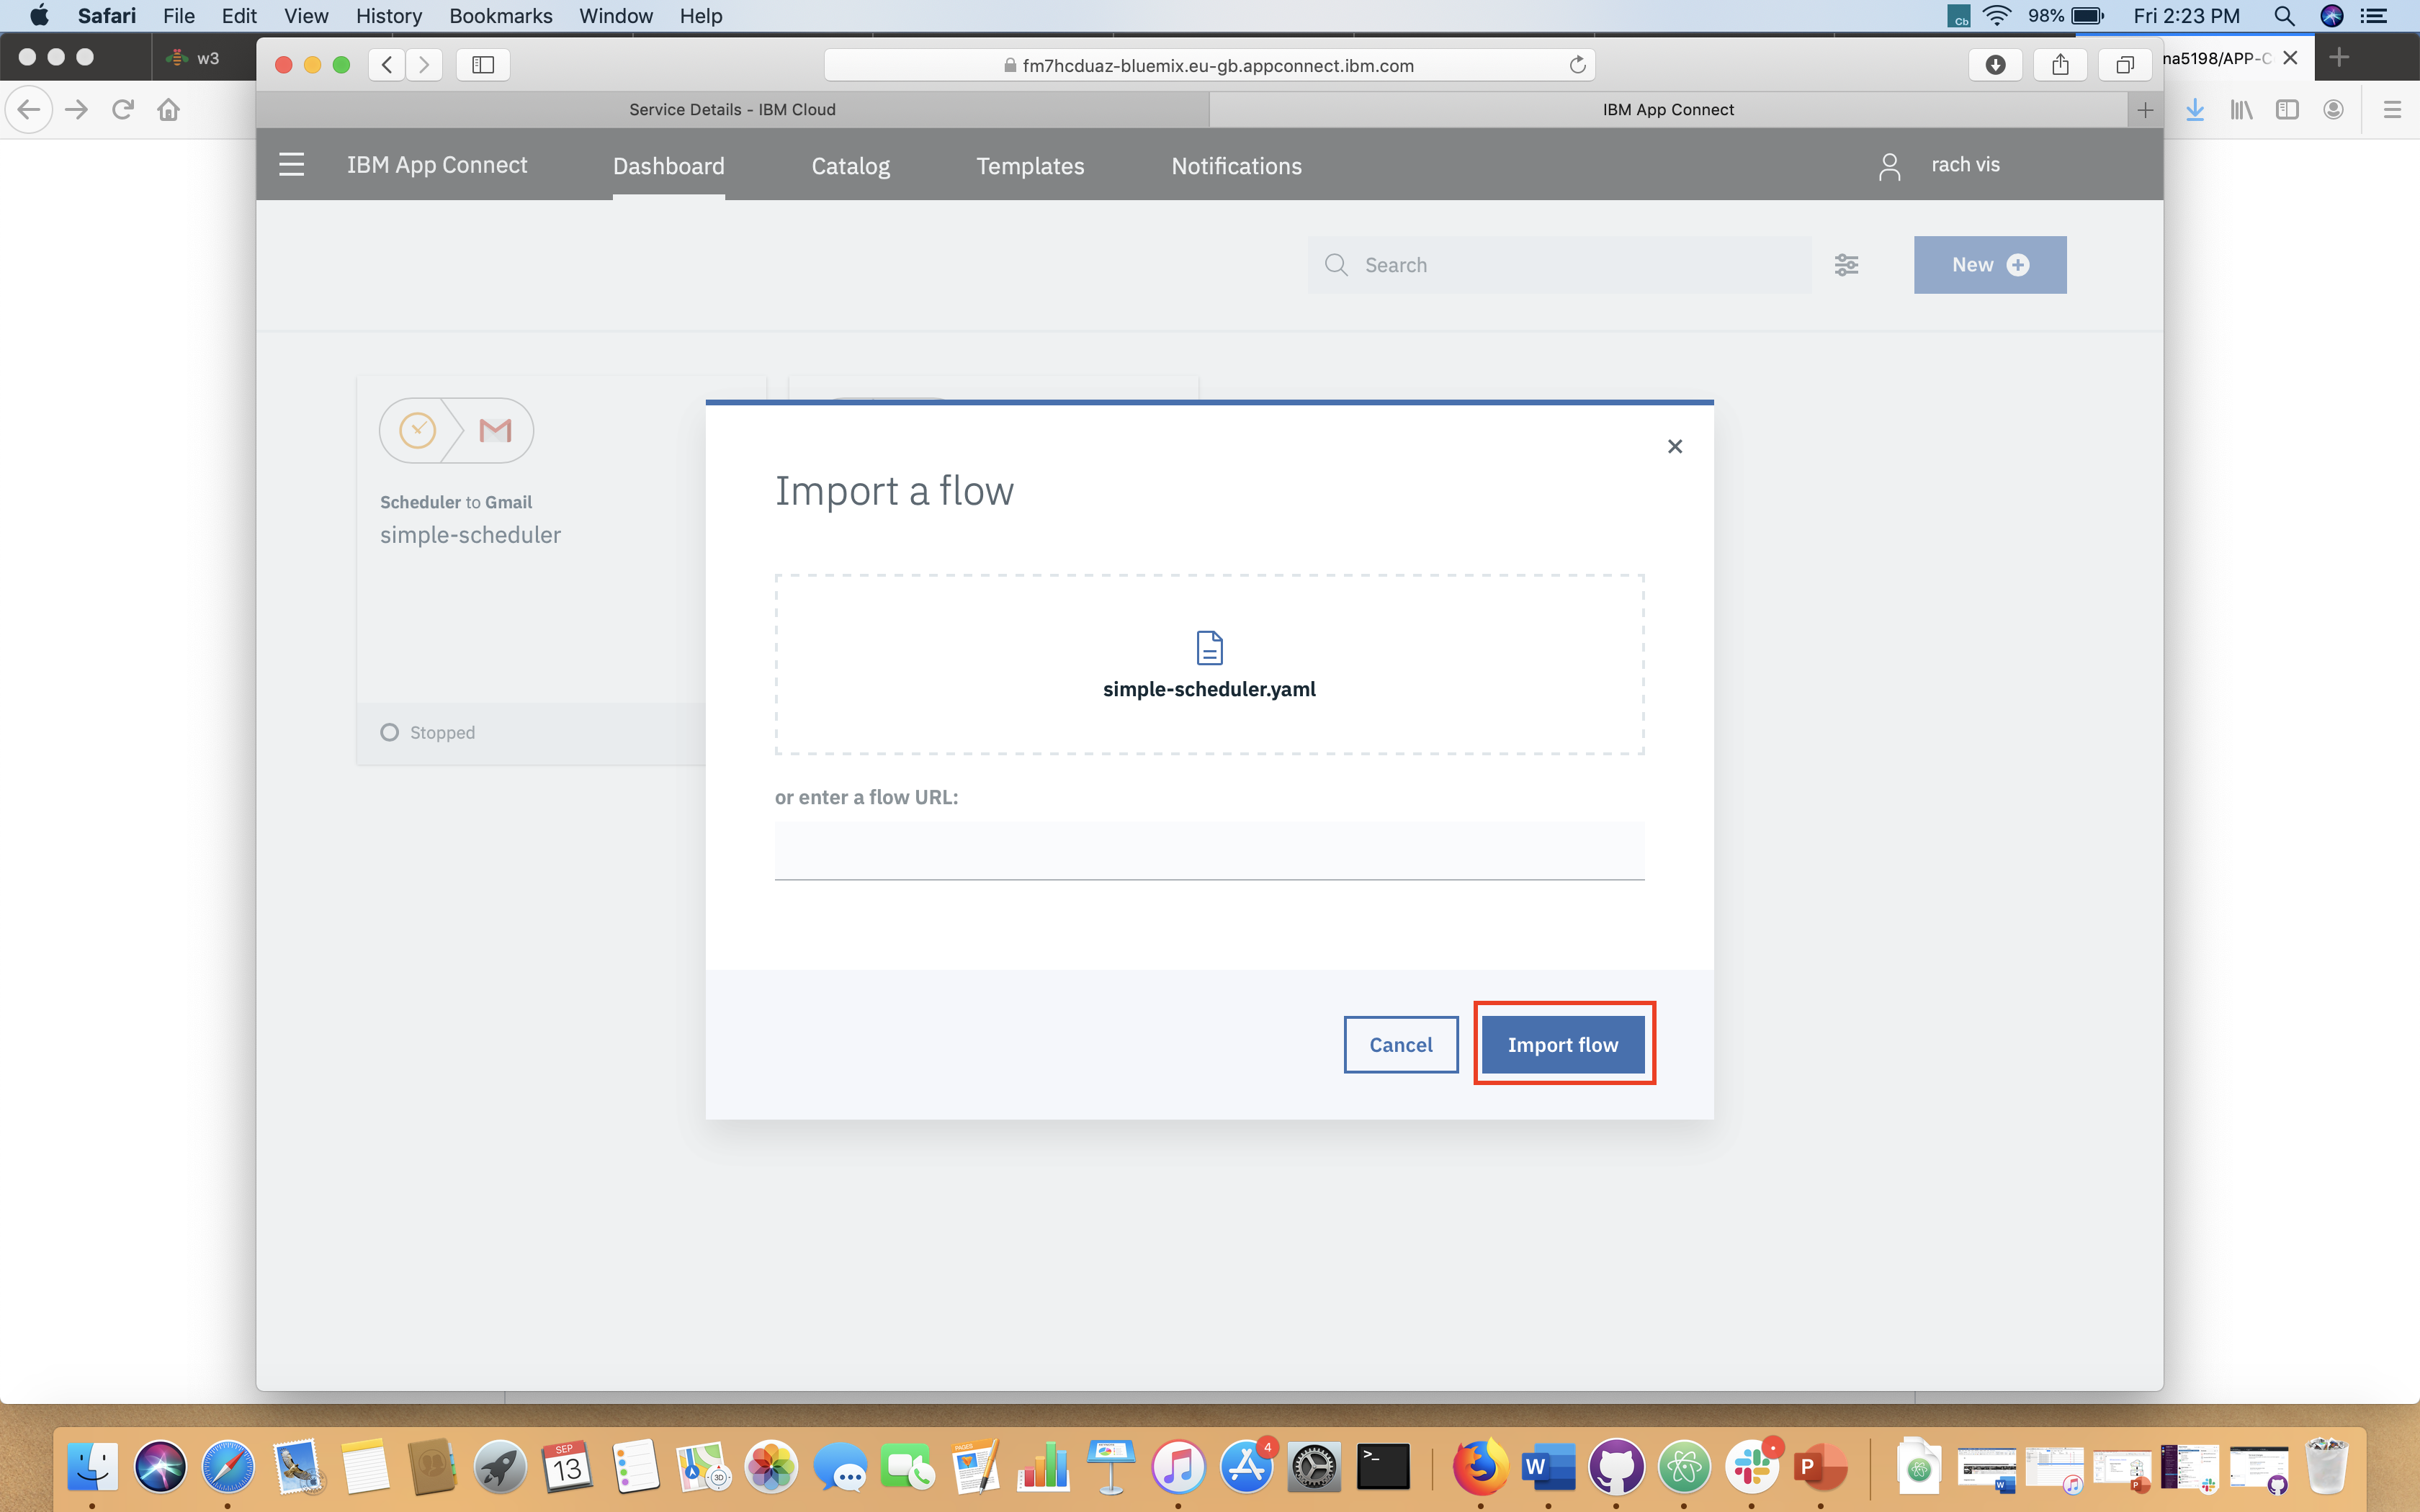 Safari File Edit View History Bookmarks Window Help
Cb 98% Fri 2:23 PM
w3
fm7hcduaz-bluemix.eu-gb.appconnect.ibm.com
na5198/APP-C
Service Details - IBM Cloud
IBM App Connect
IBM App Connect Dashboard Catalog Templates Notifications rach vis
Search
New
Scheduler to Gmail
simple-scheduler
Stopped
Import a flow
simple-scheduler.yaml
or enter a flow URL:
Cancel
Import flow
SEP
13
PAGES
3D
4
>_
W
P